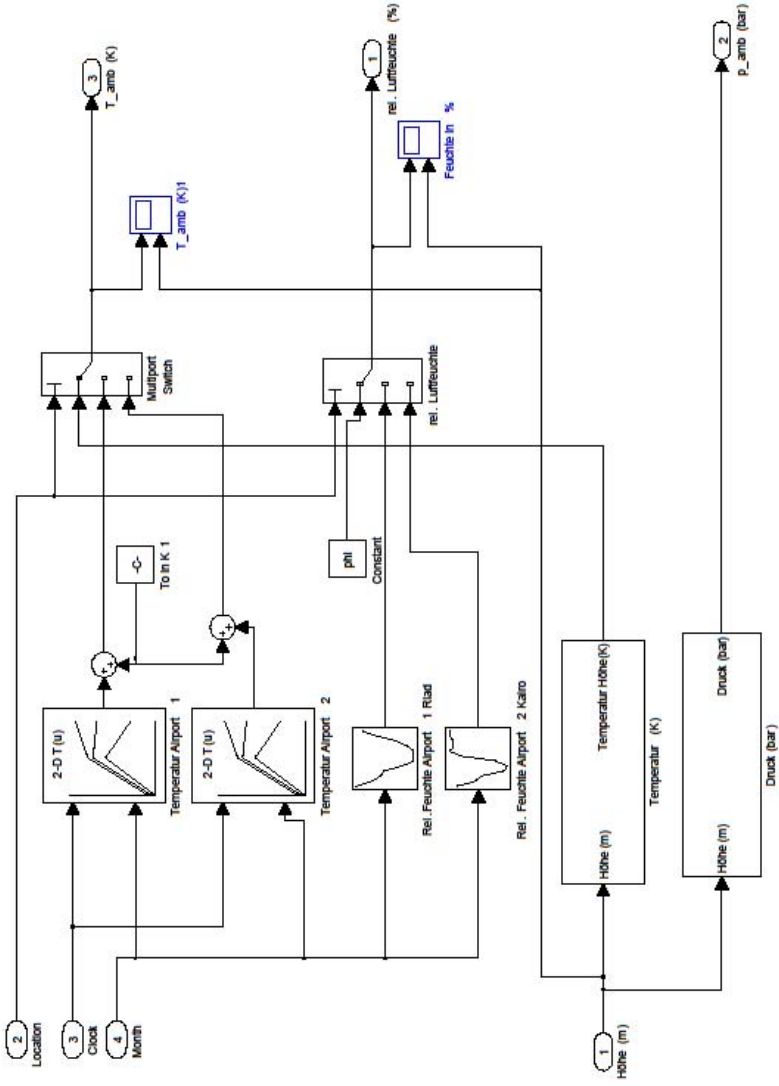 2
Location
3
Clock
4
Month
1
Höhe (m)
2-D T(u)
Temperatur Airport 1
2-D T(u)
Temperatur Airport 2
Rel.Feuchte Airport 1 Riad
Rel. Feuchte Airport 2 Kairo
Höhe (m)
Temperatur Höhe(K)
Temperatur (K)
Höhe (m)
Druck (bar)
Druck (bar)
++
++
-C-
To in K 1
phi
Constant
Multiport
Switch
rel. Luftfeuchte
T_amb (K)1
Feuchte in %
3
T_amb (K)
1
rel. Luftfeuchte (%)
2
p_amb (bar)